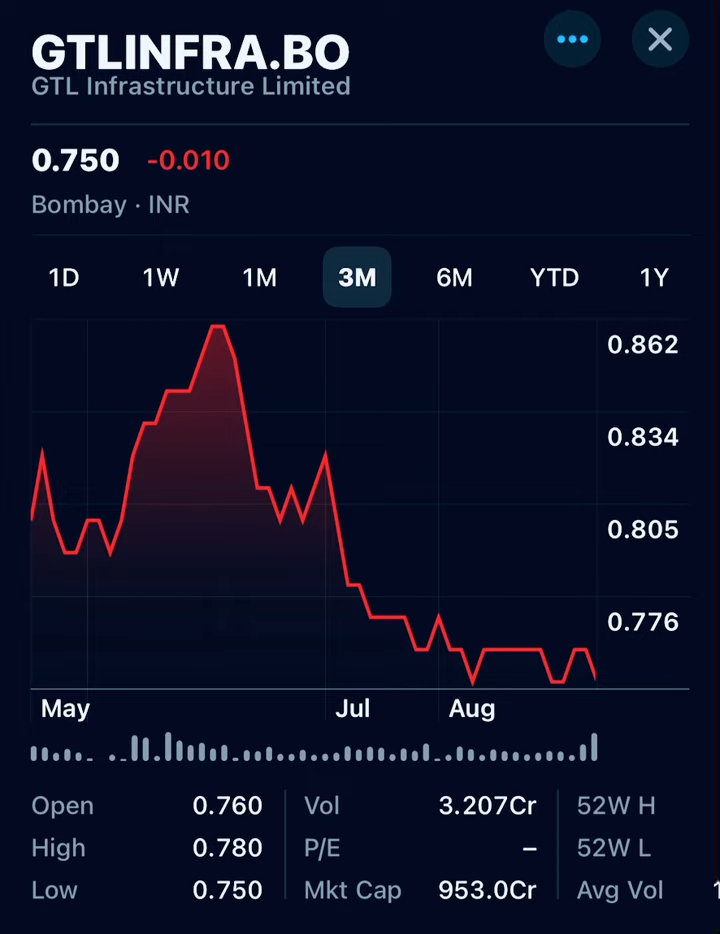 GTLINFRA.BO
GTL Infrastructure Limited
0.750 -0.010
Bombay · INR
1D 1W 1M 3M 6M YTD 1Y
0.862
0.834
0.805
0.776
May Jul Aug
Open 0.760 Vol 3.207Cr 52W H
High 0.780 P/E – 52W L
Low 0.750 Mkt Cap 953.0Cr Avg Vol